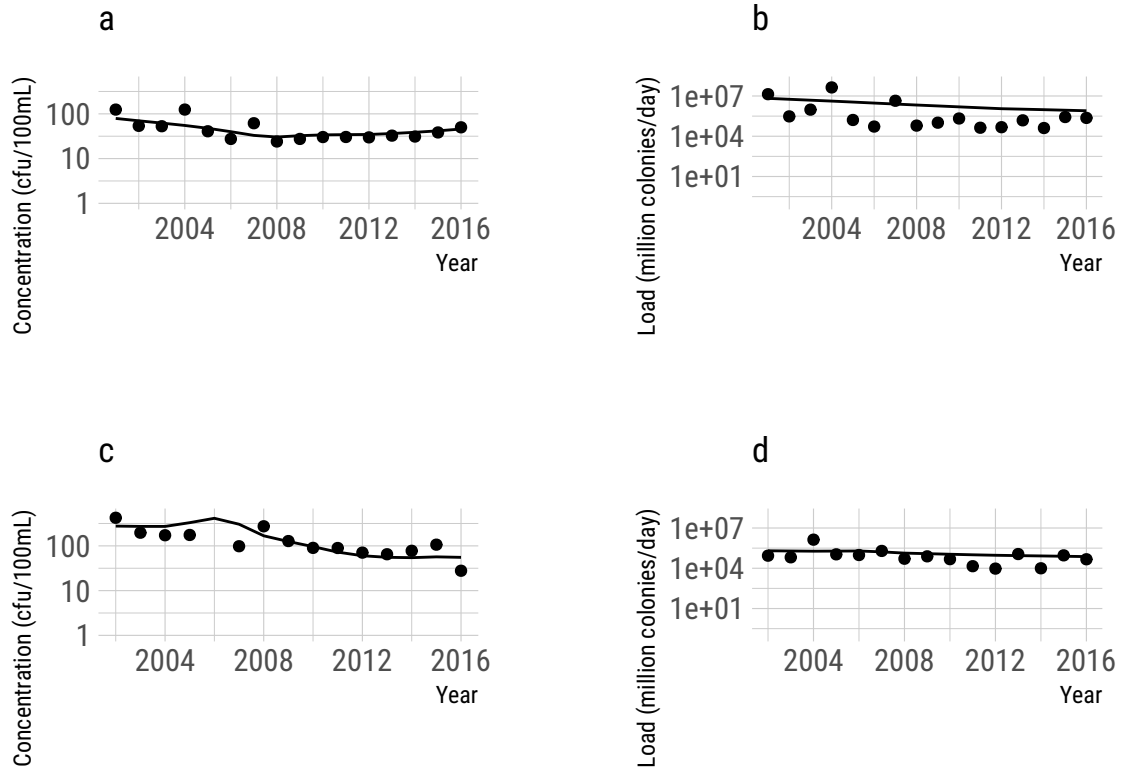 a
Concentration (cfu/100mL)
100
10
1
2004 2008 2012 2016
Year
b
Load (million colonies/day)
1e+07
1e+04
1e+01
2004 2008 2012 2016
Year
c
Concentration (cfu/100mL)
100
10
1
2004 2008 2012 2016
Year
d
Load (million colonies/day)
1e+07
1e+04
1e+01
2004 2008 2012 2016
Year